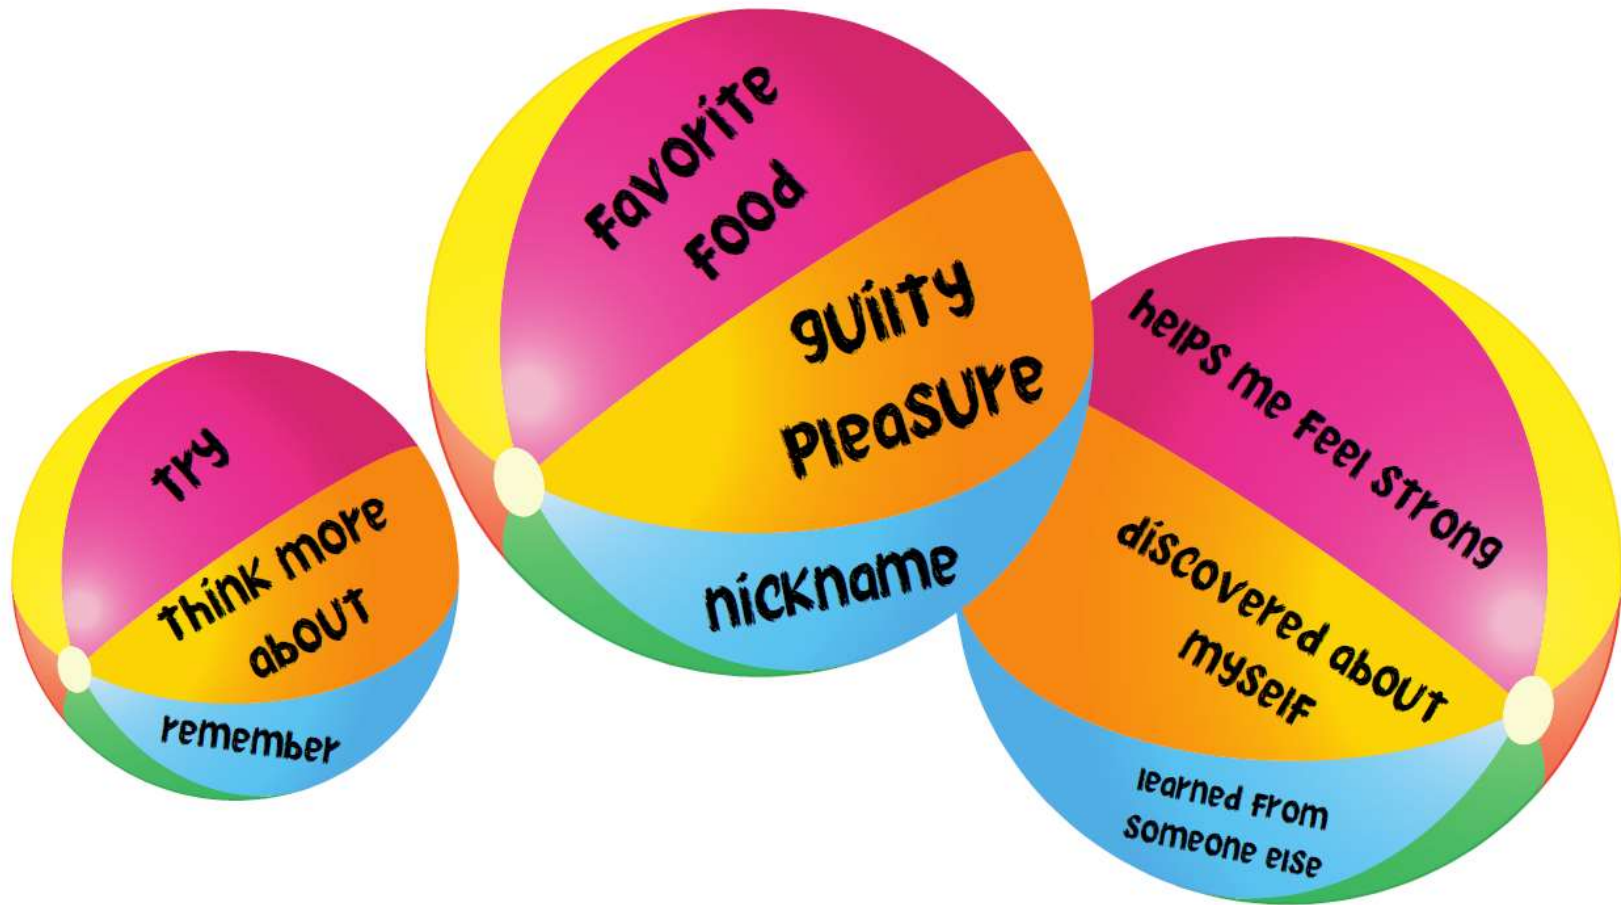 try
think more
about
remember
Favorite
Food
guilty
pleasure
nickname
helps me feel strong
discovered about
myself
learned from
someone else